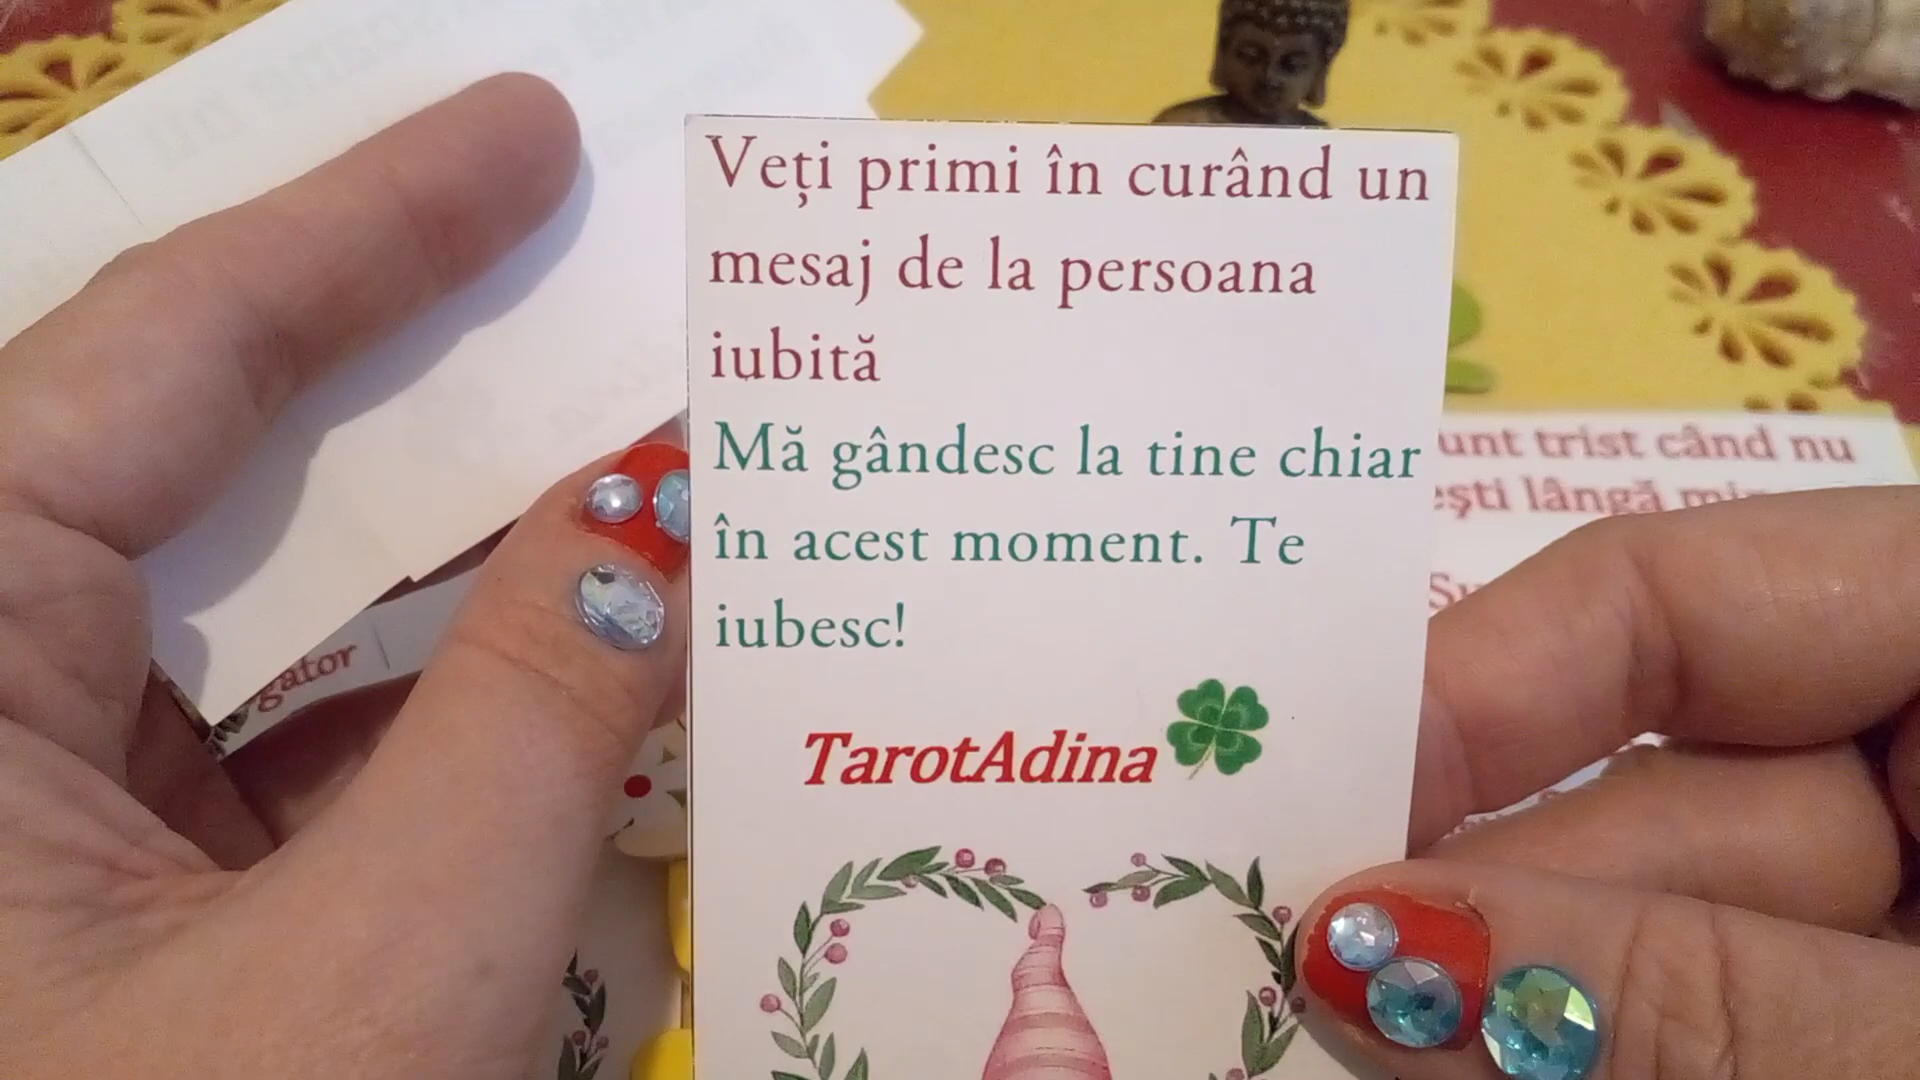 Veți primi în curând un
mesaj de la persoana
iubită
Mă gândesc la tine chiar
în acest moment. Te
iubesc!
TarotAdina
unt trist când nu
ești lângă
gator